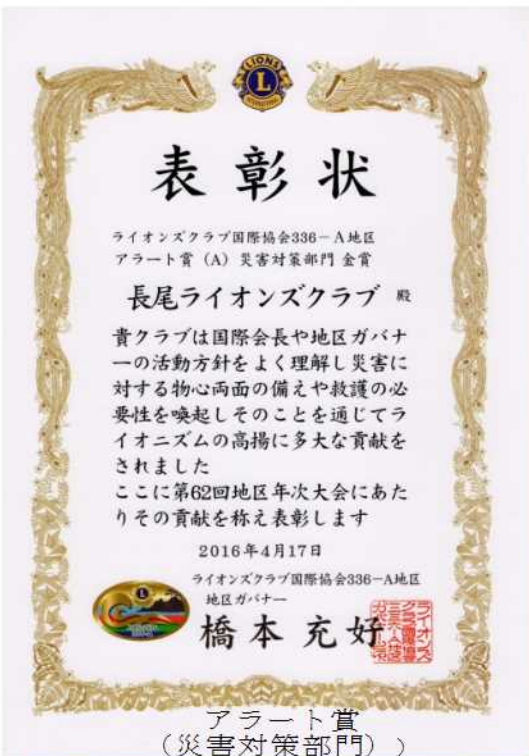 LIONS
L
表彰状
ライオンズクラブ国際協会336-A地区
アラート賞（A）災害対策部門 金賞
長尾ライオンズクラブ 殿
貴クラブは国際会長や地区ガバナ
ーの活動方針をよく理解し災害に
対する物心両面の備えや救護の必
要性を喚起しそのことを通じてラ
イオニズムの高揚に多大な貢献を
されました
ここに第62回地区年次大会にあた
りその貢献を称え表彰します
2016年4月17日
ライオンズクラブ国際協会336-A地区
地区ガバナー
橋本充好
アラート賞
（災害対策部門））